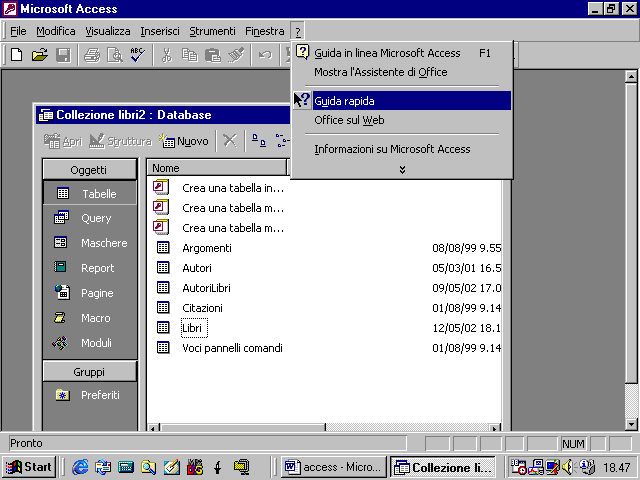 Microsoft Access
File Modifica Visualizza Inserisci Strumenti Finestra ?
Guida in linea Microsoft Access F1
Mostra l'Assistente di Office
Guida rapida
Office sul Web
Informazioni su Microsoft Access
Collezione libri2 : Database
Apri Struttura Nuovo
Oggetti
Tabelle
Query
Maschere
Report
Pagine
Macro
Moduli
Gruppi
Preferiti
Nome
Crea una tabella in...
Crea una tabella m...
Crea una tabella m...
Argomenti 08/08/99 9.55
Autori 05/03/01 16.5
AutoriLibri 09/05/02 17.0
Citazioni 01/08/99 9.14
Libri 12/05/02 18.1
Voci pannelli comandi 01/08/99 9.14
Pronto NUM
Start access - Micro... Collezione li... 18.47